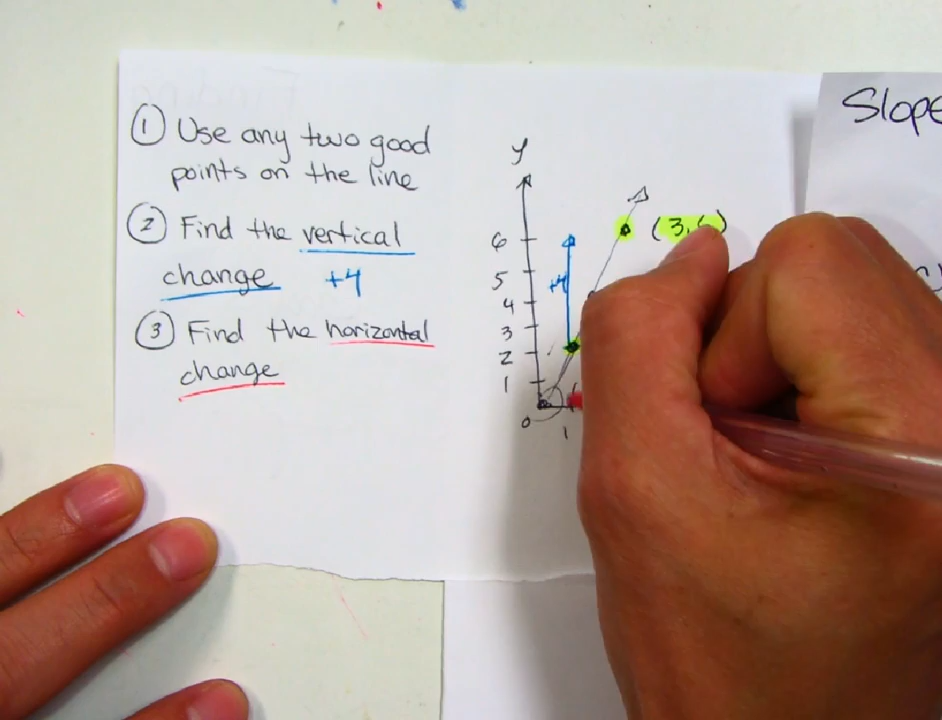 ① Use any two good
points on the line
② Find the vertical
change +4
③ Find the horizontal
change
y
6
5
4
3
2
1
0
1
+4
(3,6)
Slope